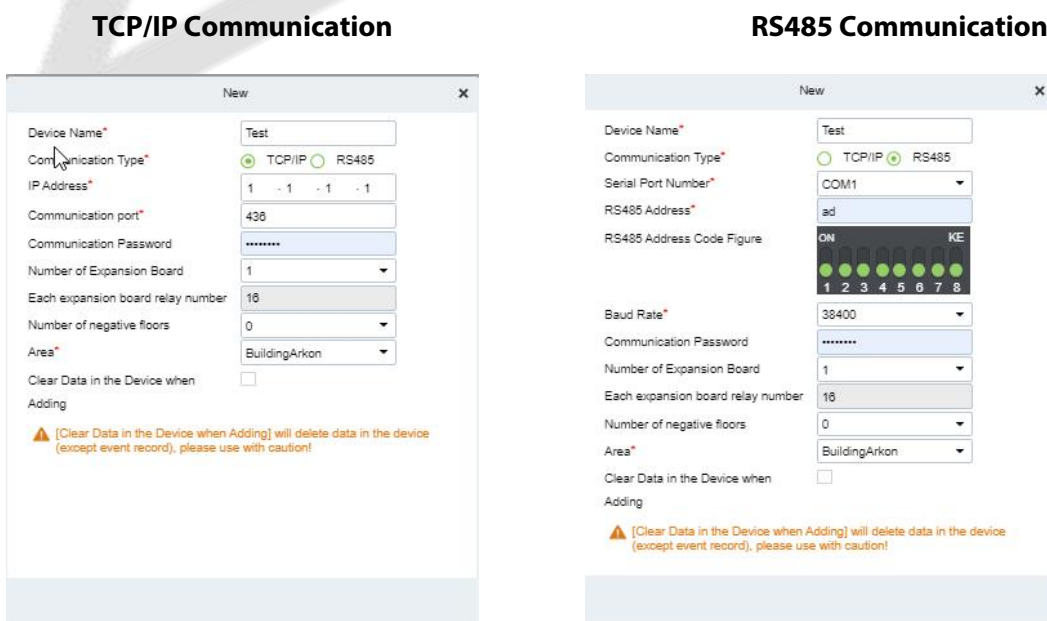 TCP/IP Communication
New
Device Name*
Test
Communication Type*
TCP/IP RS485
IP Address*
1 . 1 . 1 . 1
Communication port*
436
Communication Password
••••••••
Number of Expansion Board
1
Each expansion board relay number
16
Number of negative floors
0
Area*
BuildingArkon
Clear Data in the Device when
Adding
[Clear Data in the Device when Adding] will delete data in the device
(except event record), please use with caution!
RS485 Communication
New
Device Name*
Test
Communication Type*
TCP/IP RS485
Serial Port Number*
COM1
RS485 Address*
ad
RS485 Address Code Figure
ON KE
1 2 3 4 5 6 7 8
Baud Rate*
38400
Communication Password
••••••••
Number of Expansion Board
1
Each expansion board relay number
16
Number of negative floors
0
Area*
BuildingArkon
Clear Data in the Device when
Adding
[Clear Data in the Device when Adding] will delete data in the device
(except event record), please use with caution!